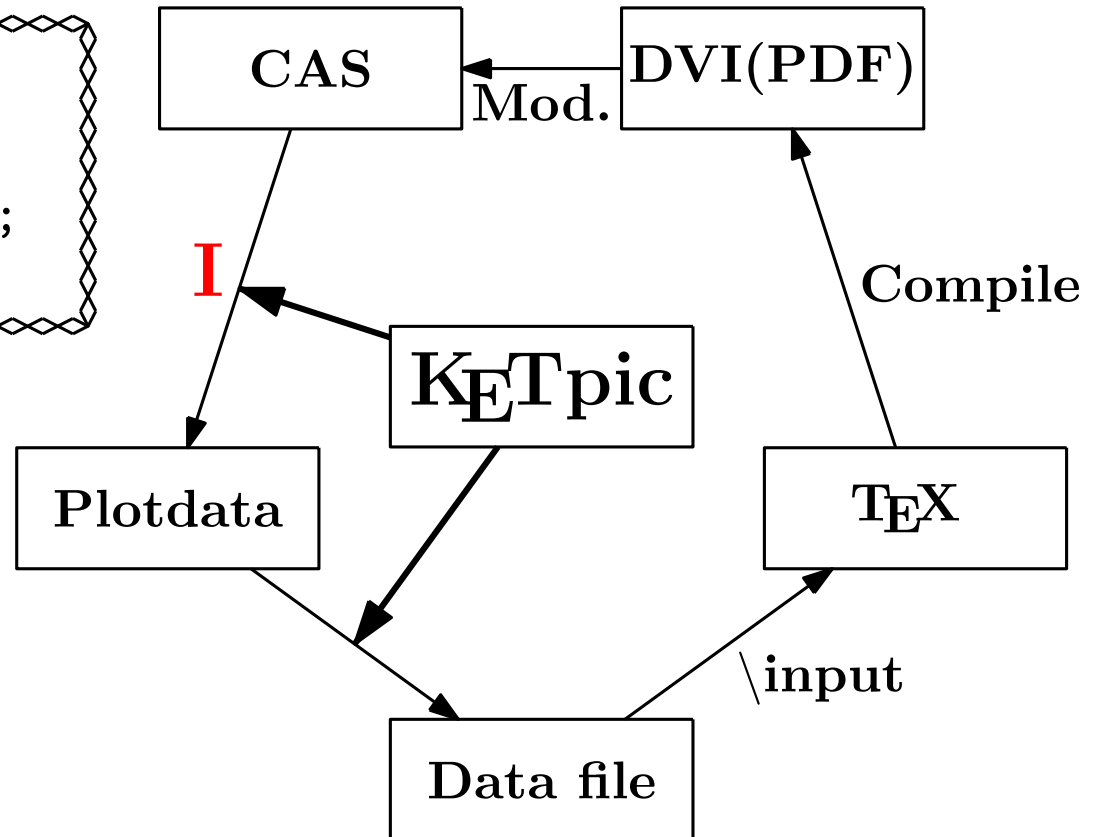 CAS
DVI(PDF)
Mod.
;
I
Compile
KETpic
Plotdata
TEX
\input
Data file